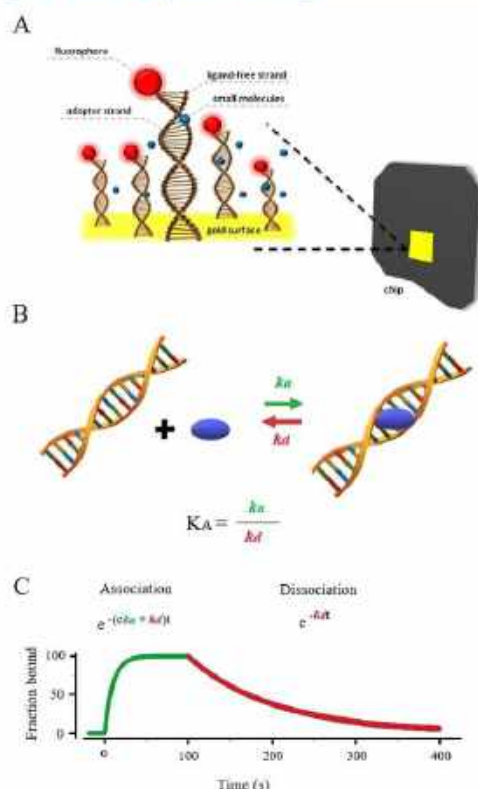 A
fluorophore
ligand-free strand
small molecules
adapter strand
gold surface
chip
B
ka
+
kd
KA = ka / kd
C
Association
Dissociation
e -(cka + kd)t
e -kdt
Fraction bound
100
50
0
0
100
200
300
400
Time (s)